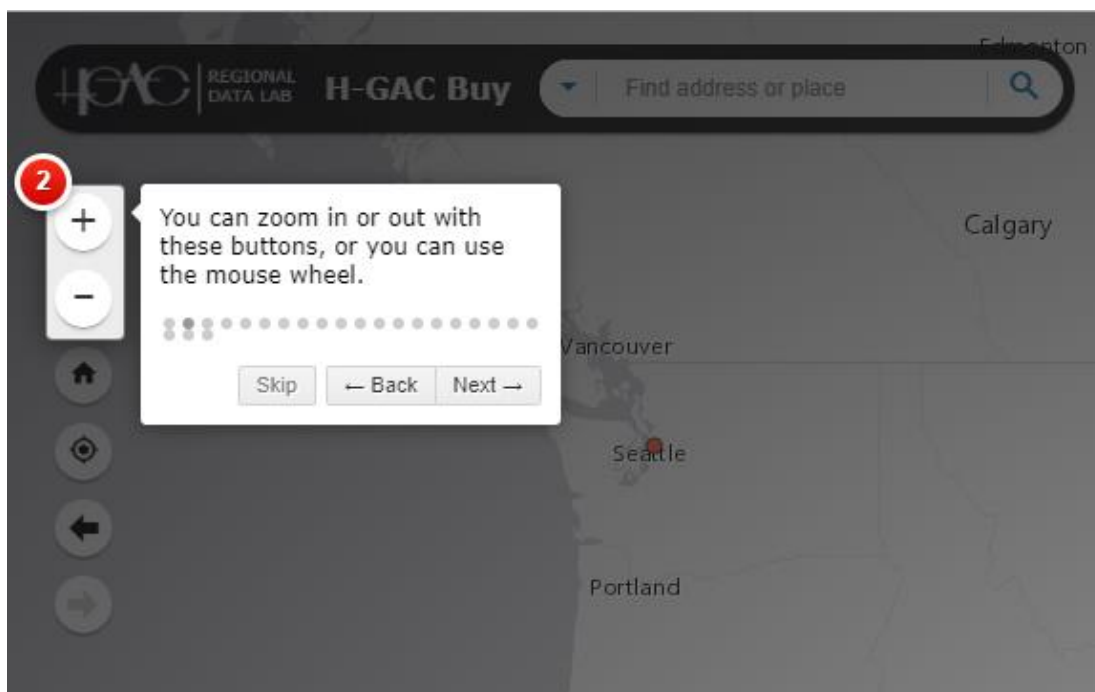 Edmonton
HGAC REGIONAL
DATA LAB
H-GAC Buy
Find address or place
2
+
You can zoom in or out with
these buttons, or you can use
the mouse wheel.
−
Skip
← Back
Next →
Calgary
Vancouver
Seattle
Portland